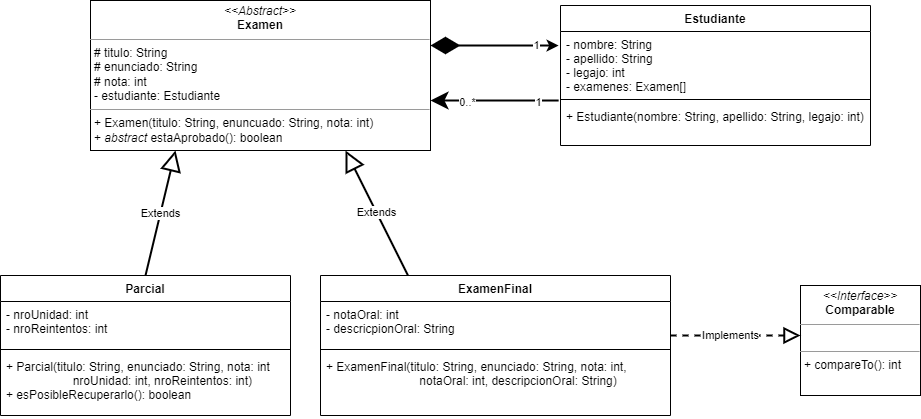 <<Abstract>>
Examen
# titulo: String
# enunciado: String
# nota: int
- estudiante: Estudiante
+ Examen(titulo: String, enuncuado: String, nota: int)
+ abstract estaAprobado(): boolean
1
0..*
1
Estudiante
- nombre: String
- apellido: String
- legajo: int
- examenes: Examen[]
+ Estudiante(nombre: String, apellido: String, legajo: int)
Extends
Extends
Parcial
- nroUnidad: int
- nroReintentos: int
+ Parcial(titulo: String, enunciado: String, nota: int
nroUnidad: int, nroReintentos: int)
+ esPosibleRecuperarlo(): boolean
ExamenFinal
- notaOral: int
- descricpionOral: String
+ ExamenFinal(titulo: String, enunciado: String, nota: int,
notaOral: int, descripcionOral: String)
Implements
<<Interface>>
Comparable
+ compareTo(): int